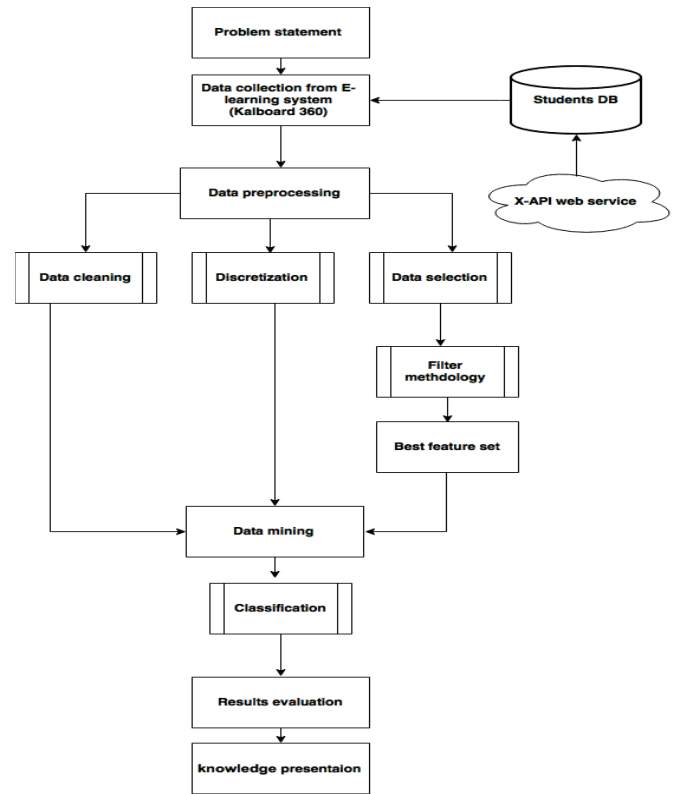 Problem statement
Data collection from E-
learning system
(Kalboard 360)
Students DB
X-API web service
Data preprocessing
Data cleaning
Discretization
Data selection
Filter
methdology
Best feature set
Data mining
Classification
Results evaluation
knowledge presentaion